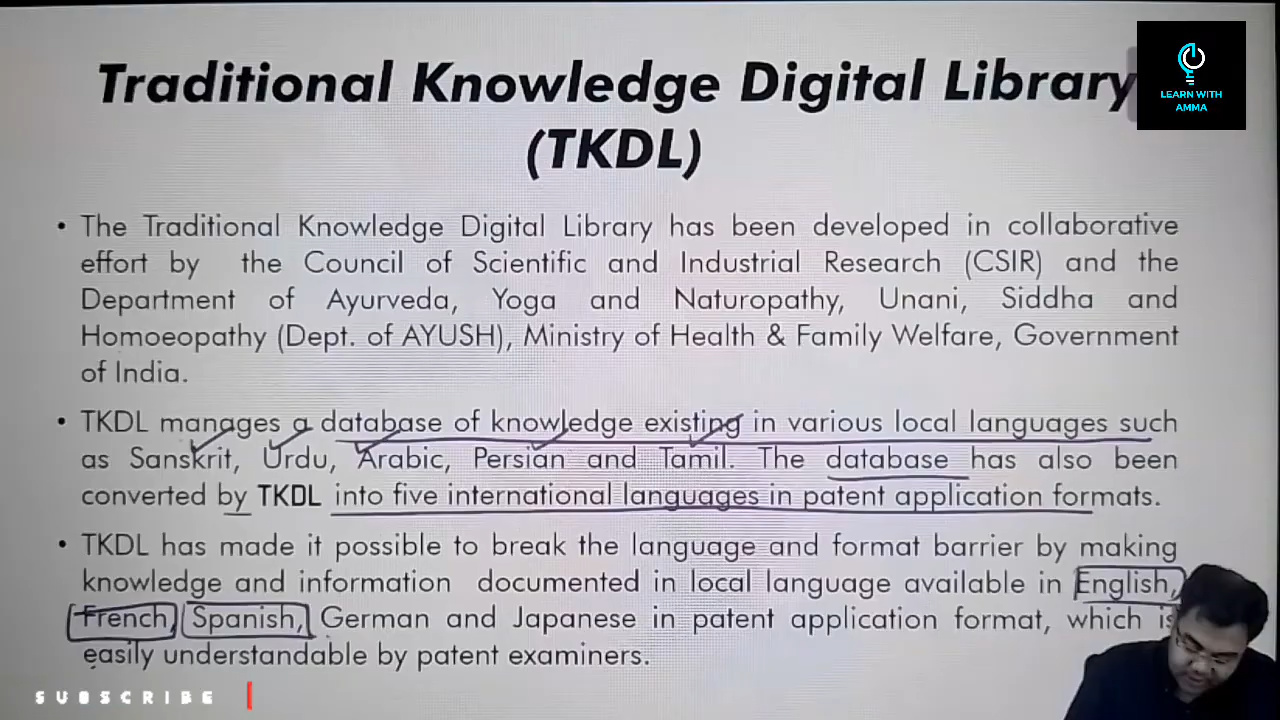 Traditional Knowledge Digital Library
(TKDL)
LEARN WITH
AMMA
• The Traditional Knowledge Digital Library has been developed in collaborative
effort by the Council of Scientific and Industrial Research (CSIR) and the
Department of Ayurveda, Yoga and Naturopathy, Unani, Siddha and
Homoeopathy (Dept. of AYUSH), Ministry of Health & Family Welfare, Government
of India.
• TKDL manages a database of knowledge existing in various local languages such
as Sanskrit, Urdu, Arabic, Persian and Tamil. The database has also been
converted by TKDL into five international languages in patent application formats.
• TKDL has made it possible to break the language and format barrier by making
knowledge and information documented in local language available in English,
French, Spanish, German and Japanese in patent application format, which is
easily understandable by patent examiners.
SUBSCRIBE